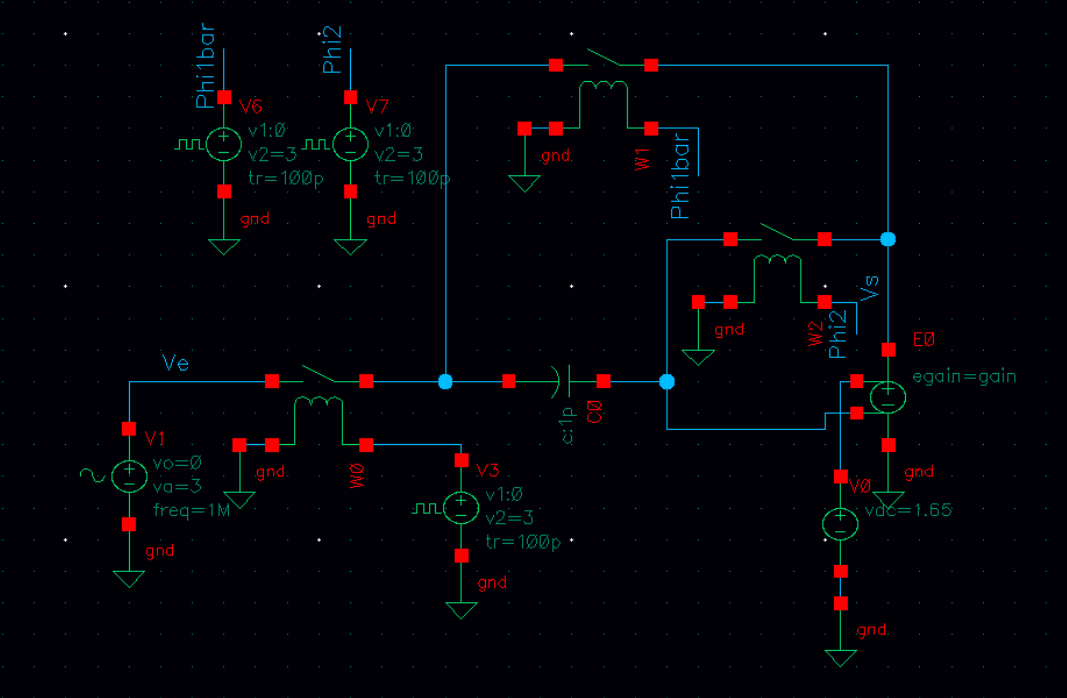 Phi1bar
Phi2
V6
v1:0
v2=3
tr=100p
gnd
V7
v1:0
v2=3
tr=100p
gnd
gnd
W1
Phi1bar
gnd
W2
Phi2
Vs
E0
egain=gain
gnd
Ve
V1
vo=0
va=3
freq=1M
gnd
gnd
W0
V3
v1:0
v2=3
tr=100p
gnd
c:1p
C0
V0
vdc=1.65
gnd